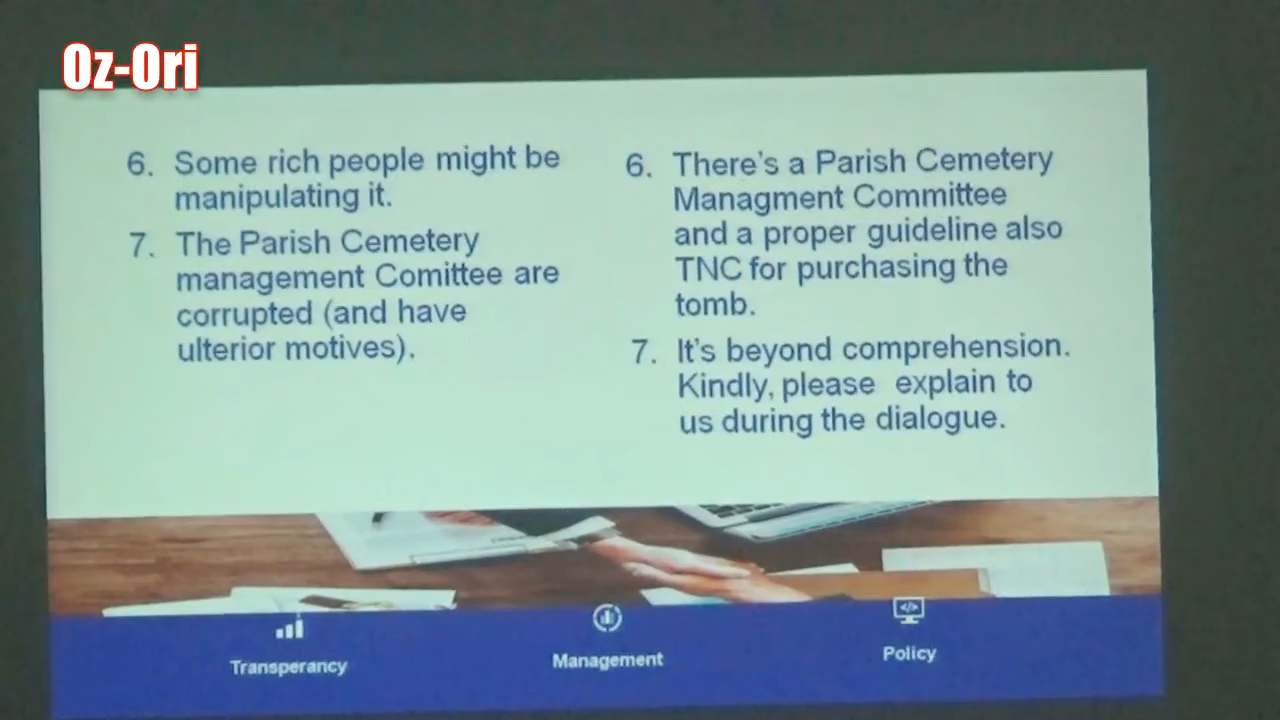 Oz-Ori
6. Some rich people might be
manipulating it.
7. The Parish Cemetery
management Comittee are
corrupted (and have
ulterior motives).
6. There's a Parish Cemetery
Managment Committee
and a proper guideline also
TNC for purchasing the
tomb.
7. It's beyond comprehension.
Kindly, please explain to
us during the dialogue.
Transperancy
Management
Policy